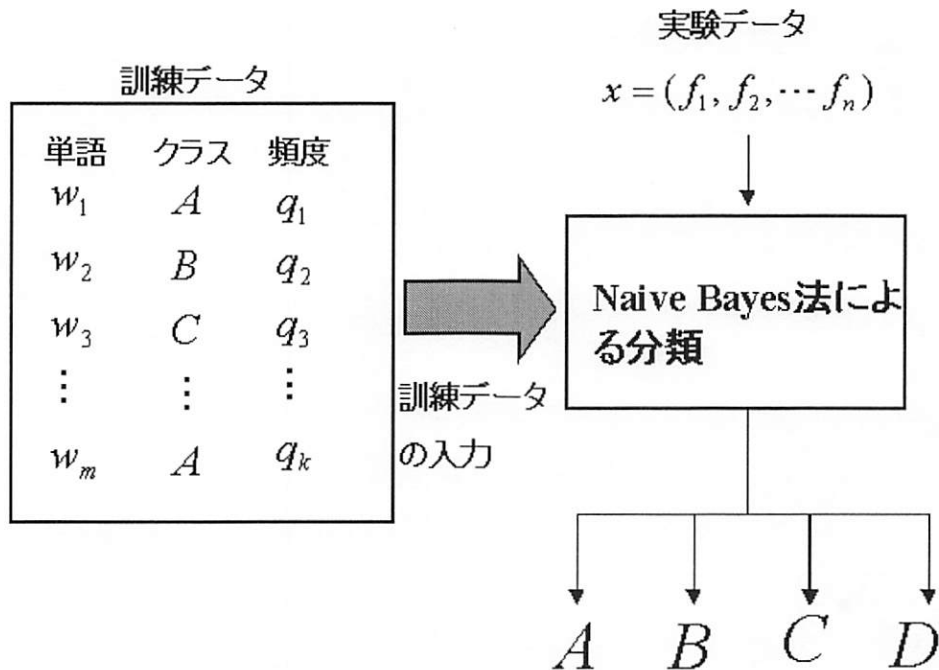 訓練データ
単語 クラス 頻度
w_1 A q_1
w_2 B q_2
w_3 C q_3
⋮ ⋮ ⋮
w_m A q_k
訓練データ
の入力
実験データ
x = (f_1, f_2, ⋯ f_n)
Naive Bayes法によ
る分類
A B C D